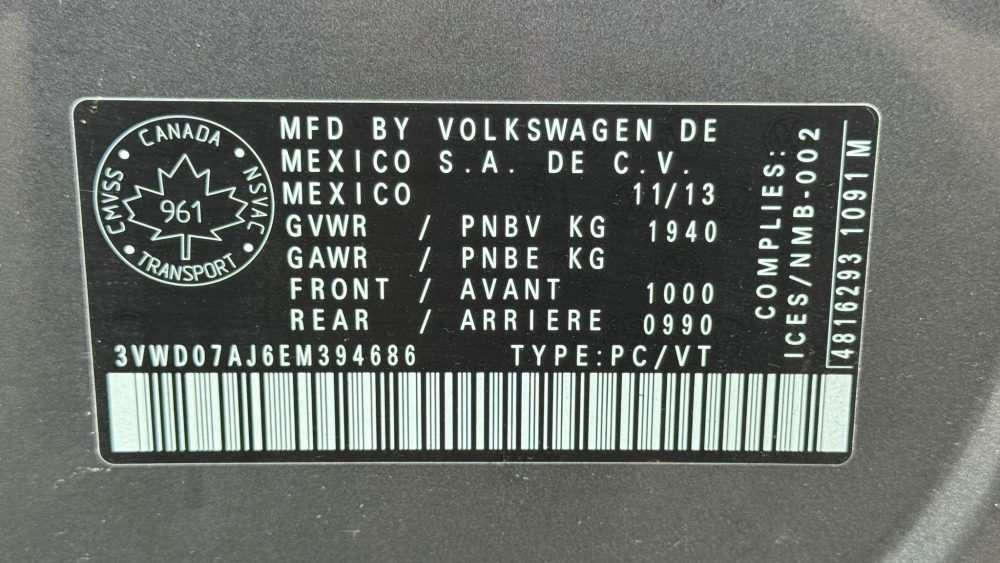 CANADA
CMVSS
NSVAC
961
TRANSPORT
MFD BY VOLKSWAGEN DE
MEXICO S.A. DE C.V.
MEXICO 11/13
GVWR / PNBV KG 1940
GAWR / PNBE KG
FRONT / AVANT 1000
REAR / ARRIERE 0990
3VWD07AJ6EM394686 TYPE:PC/VT
COMPLIES:
ICES/NMB-002
4816293 1091 M